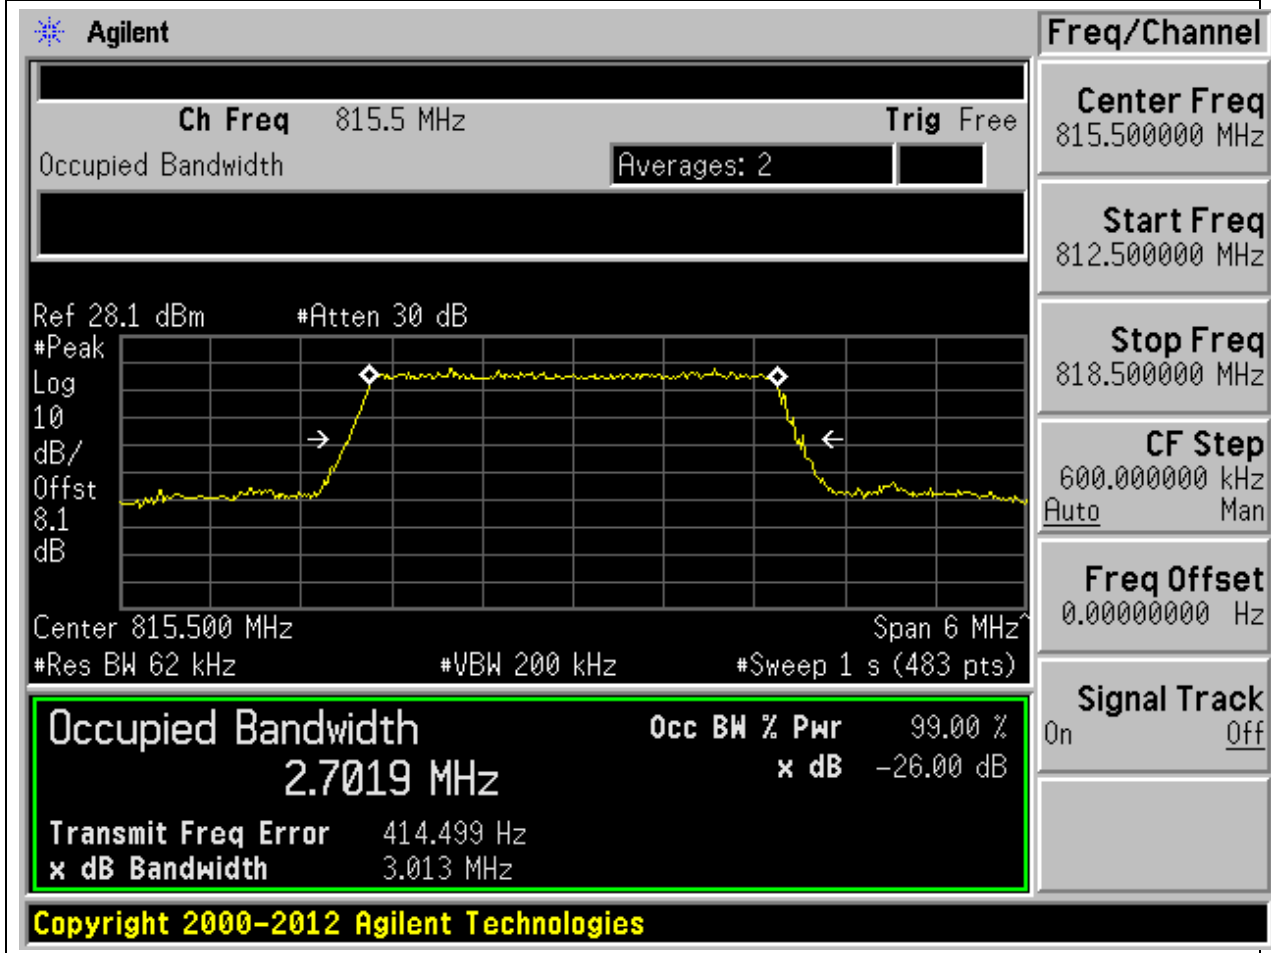 Agilent
Freq/Channel
Ch Freq 815.5 MHz Trig Free
Occupied Bandwidth Averages: 2
Center Freq
815.500000 MHz
Start Freq
812.500000 MHz
Stop Freq
818.500000 MHz
CF Step
600.000000 kHz
Auto Man
Freq Offset
0.00000000 Hz
Signal Track
On Off
Ref 28.1 dBm #Atten 30 dB
#Peak
Log
10
dB/
Offst
8.1
dB
Center 815.500 MHz Span 6 MHz^
#Res BW 62 kHz #VBW 200 kHz #Sweep 1 s (483 pts)
Occupied Bandwidth Occ BW % Pwr 99.00 %
2.7019 MHz x dB -26.00 dB
Transmit Freq Error 414.499 Hz
x dB Bandwidth 3.013 MHz
Copyright 2000-2012 Agilent Technologies